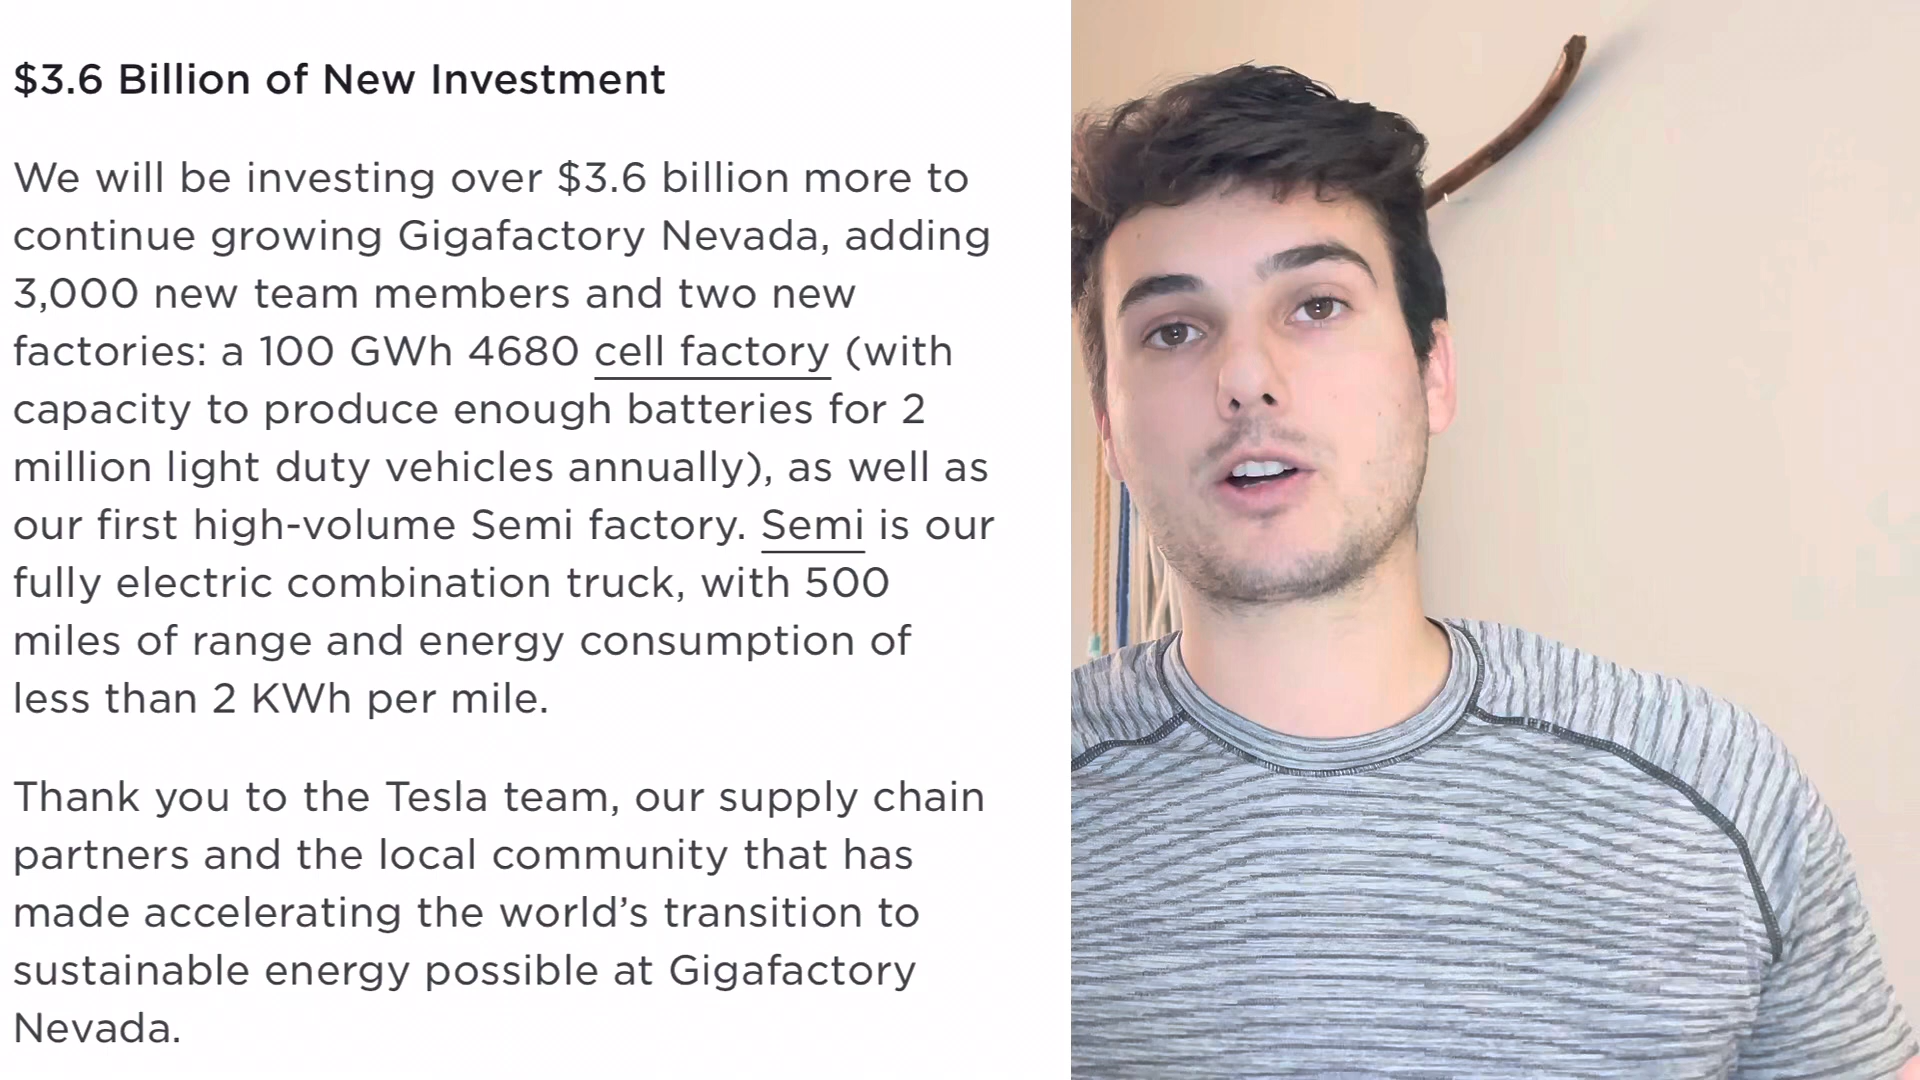 $3.6 Billion of New Investment
We will be investing over $3.6 billion more to
continue growing Gigafactory Nevada, adding
3,000 new team members and two new
factories: a 100 GWh 4680 cell factory (with
capacity to produce enough batteries for 2
million light duty vehicles annually), as well as
our first high-volume Semi factory. Semi is our
fully electric combination truck, with 500
miles of range and energy consumption of
less than 2 KWh per mile.
Thank you to the Tesla team, our supply chain
partners and the local community that has
made accelerating the world’s transition to
sustainable energy possible at Gigafactory
Nevada.